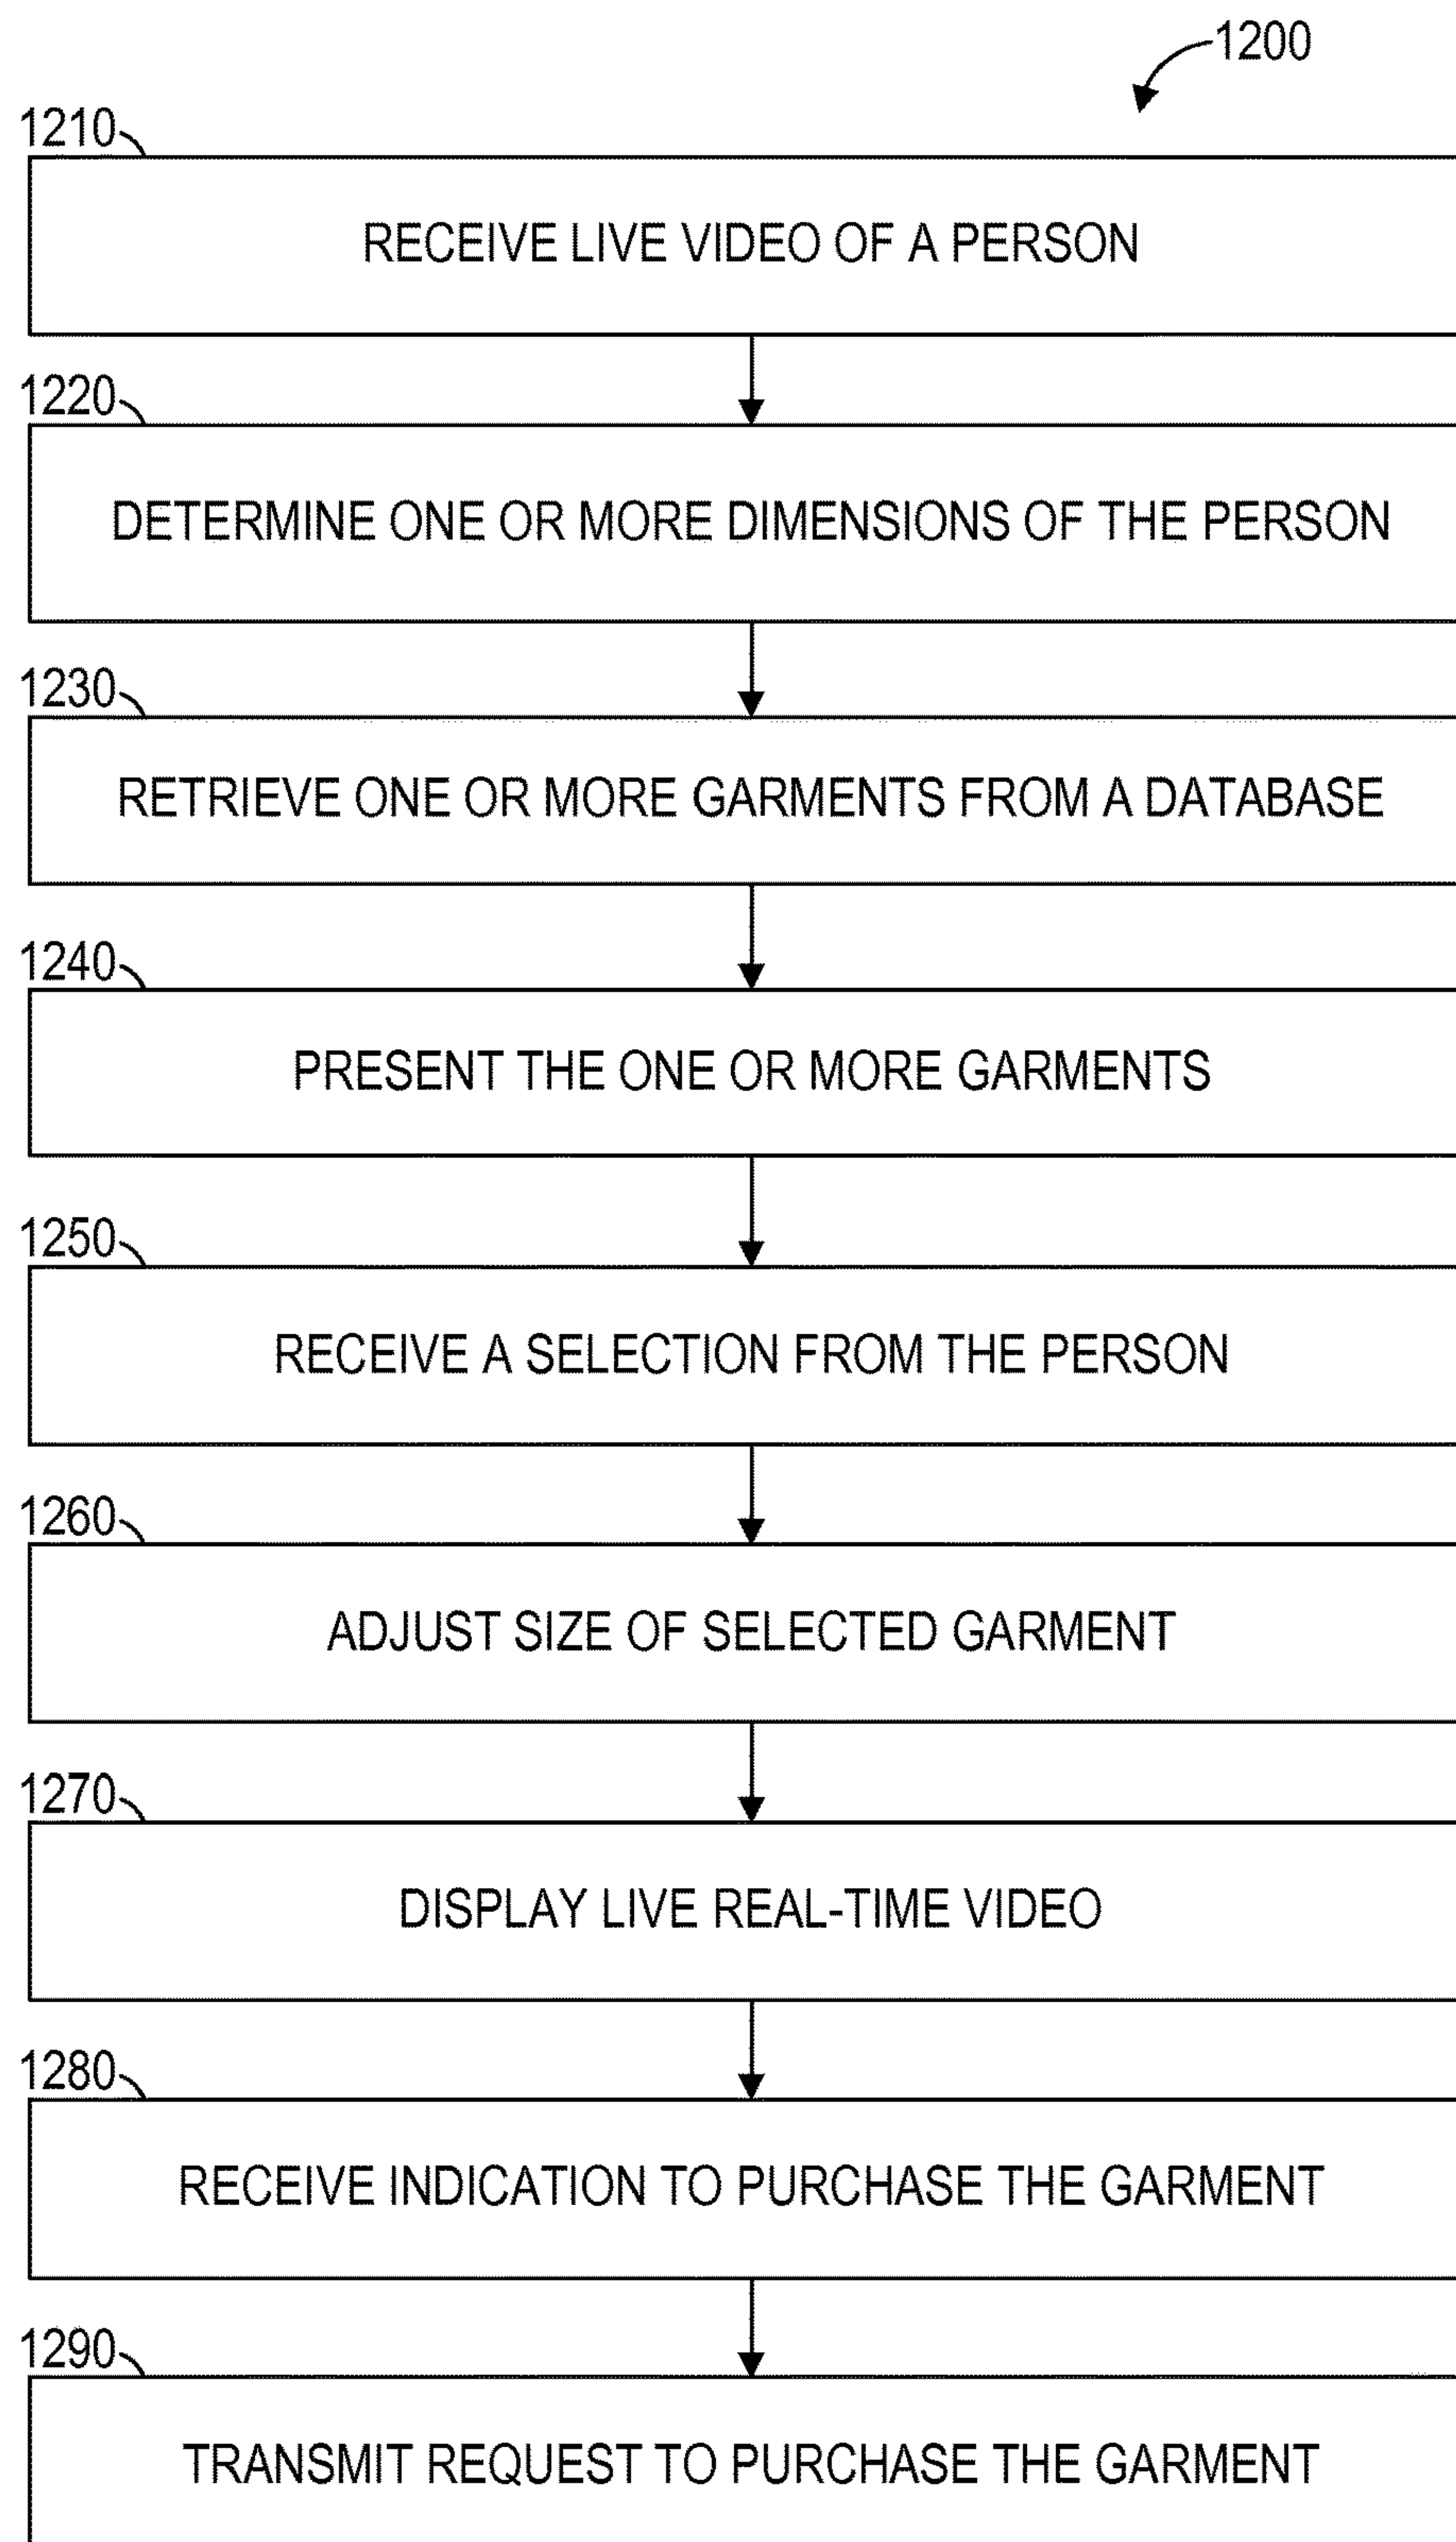 1200
1210
RECEIVE LIVE VIDEO OF A PERSON
1220
DETERMINE ONE OR MORE DIMENSIONS OF THE PERSON
1230
RETRIEVE ONE OR MORE GARMENTS FROM A DATABASE
1240
PRESENT THE ONE OR MORE GARMENTS
1250
RECEIVE A SELECTION FROM THE PERSON
1260
ADJUST SIZE OF SELECTED GARMENT
1270
DISPLAY LIVE REAL-TIME VIDEO
1280
RECEIVE INDICATION TO PURCHASE THE GARMENT
1290
TRANSMIT REQUEST TO PURCHASE THE GARMENT